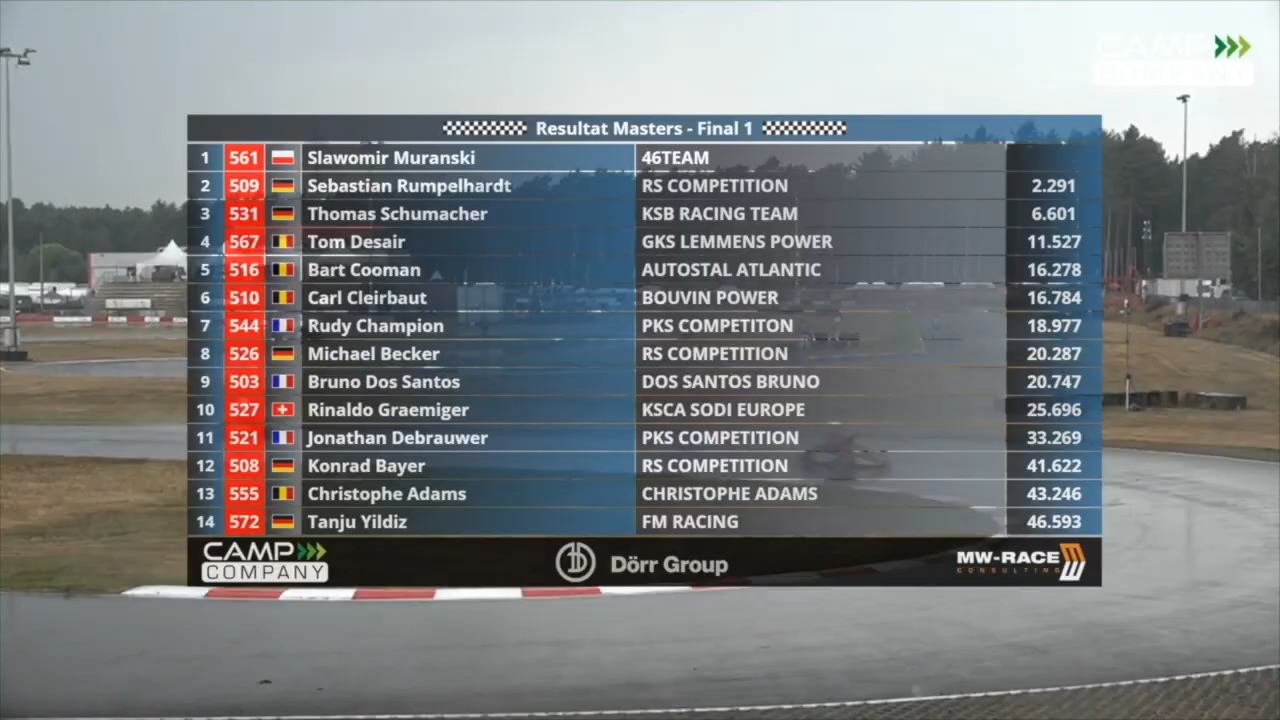 CAMP
COMPANY
Resultat Masters - Final 1
1 561 Slawomir Muranski 46TEAM
2 509 Sebastian Rumpelhardt RS COMPETITION 2.291
3 531 Thomas Schumacher KSB RACING TEAM 6.601
4 567 Tom Desair GKS LEMMENS POWER 11.527
5 516 Bart Cooman AUTOSTAL ATLANTIC 16.278
6 510 Carl Cleirbaut BOUVIN POWER 16.784
7 544 Rudy Champion PKS COMPETITON 18.977
8 526 Michael Becker RS COMPETITION 20.287
9 503 Bruno Dos Santos DOS SANTOS BRUNO 20.747
10 527 Rinaldo Graemiger KSCA SODI EUROPE 25.696
11 521 Jonathan Debrauwer PKS COMPETITION 33.269
12 508 Konrad Bayer RS COMPETITION 41.622
13 555 Christophe Adams CHRISTOPHE ADAMS 43.246
14 572 Tanju Yildiz FM RACING 46.593
CAMP
COMPANY
Dörr Group
MW-RACE
CONSULTING